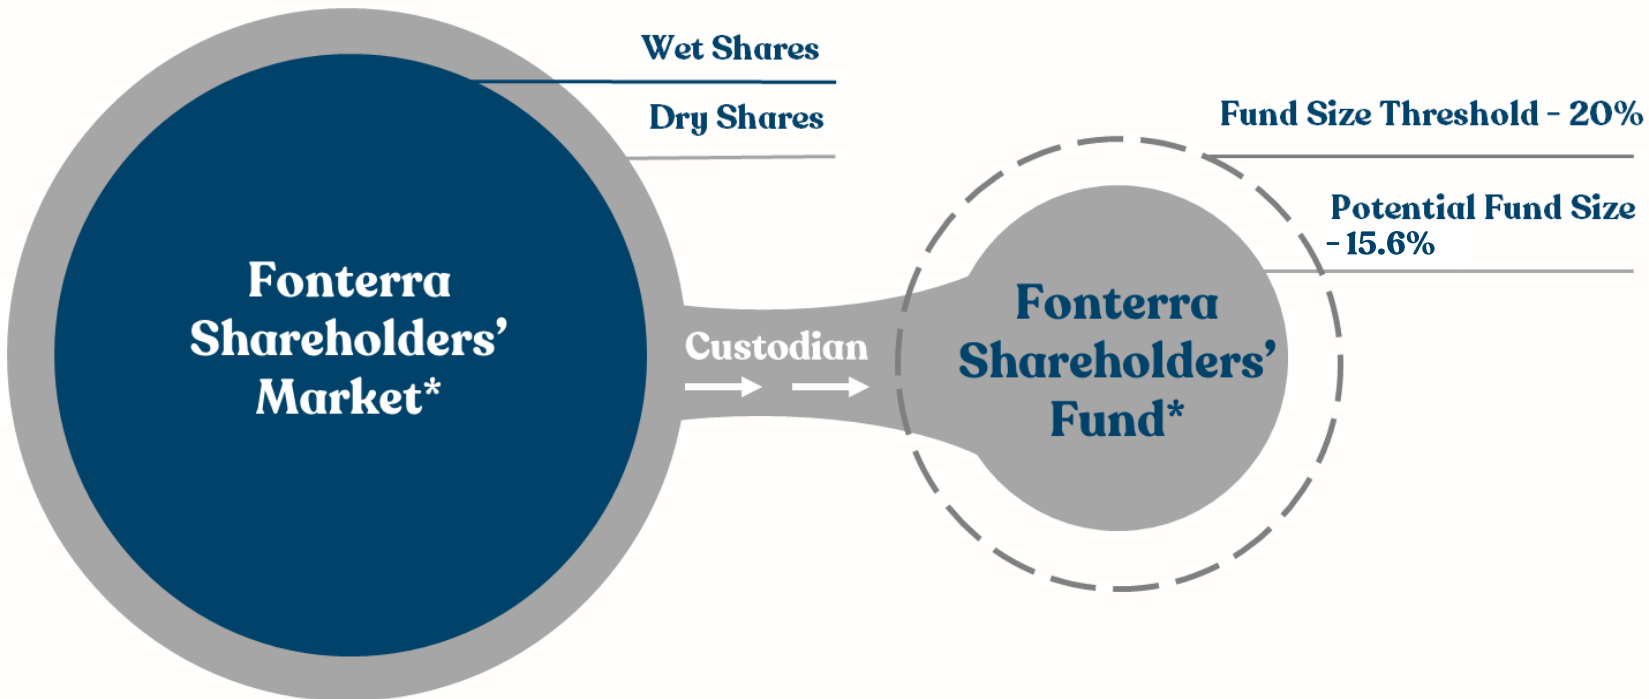 Wet Shares
Dry Shares
Fund Size Threshold - 20%
Potential Fund Size
- 15.6%
Fonterra
Shareholders’
Market*
Custodian
Fonterra
Shareholders’
Fund*